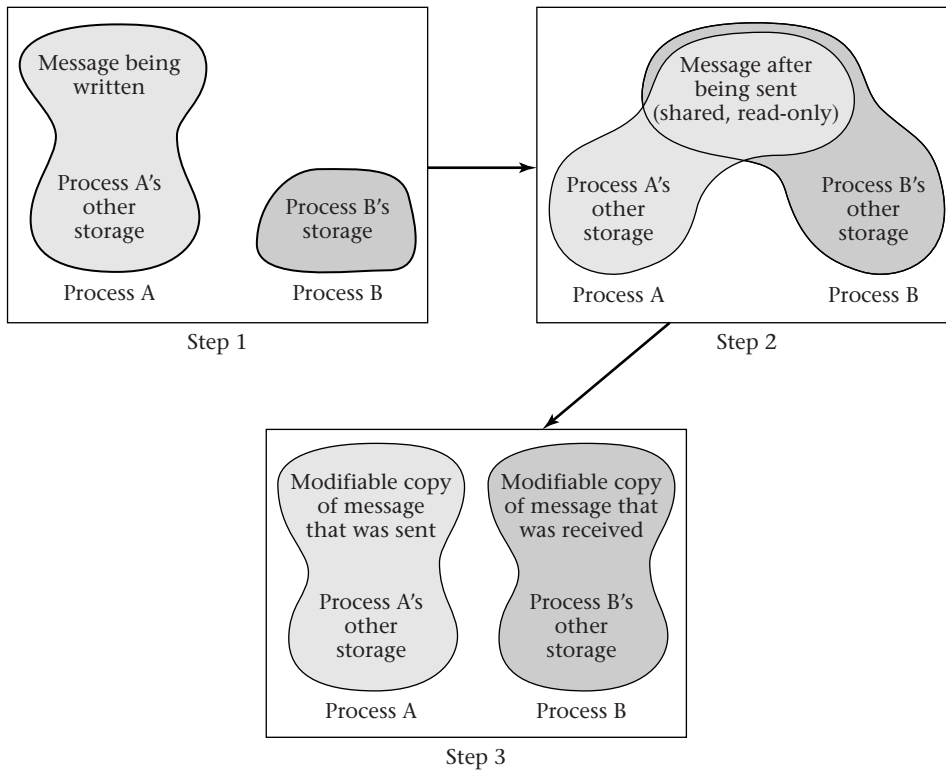 Message being
written
Process A's
other
storage
Process B's
storage
Process A
Process B
Step 1
Message after
being sent
(shared, read-only)
Process A's
other
storage
Process B's
other
storage
Process A
Process B
Step 2
Modifiable copy
of message
that was sent
Process A's
other
storage
Modifiable copy
of message that
was received
Process B's
other
storage
Process A
Process B
Step 3